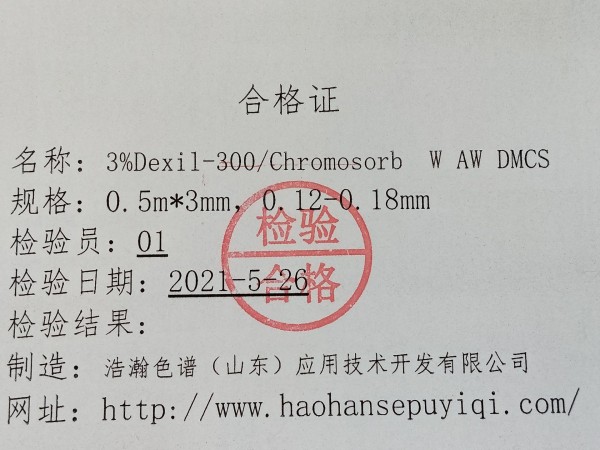 合格证
名称：3%Dexil-300/Chromosorb W AW DMCS
规格：0.5m*3mm，0.12-0.18mm
检验员：01
检验日期：2021-5-26
检验结果：
检验
合格
制造：浩瀚色谱（山东）应用技术开发有限公司
网址：http://www.haohansepuyiqi.com/